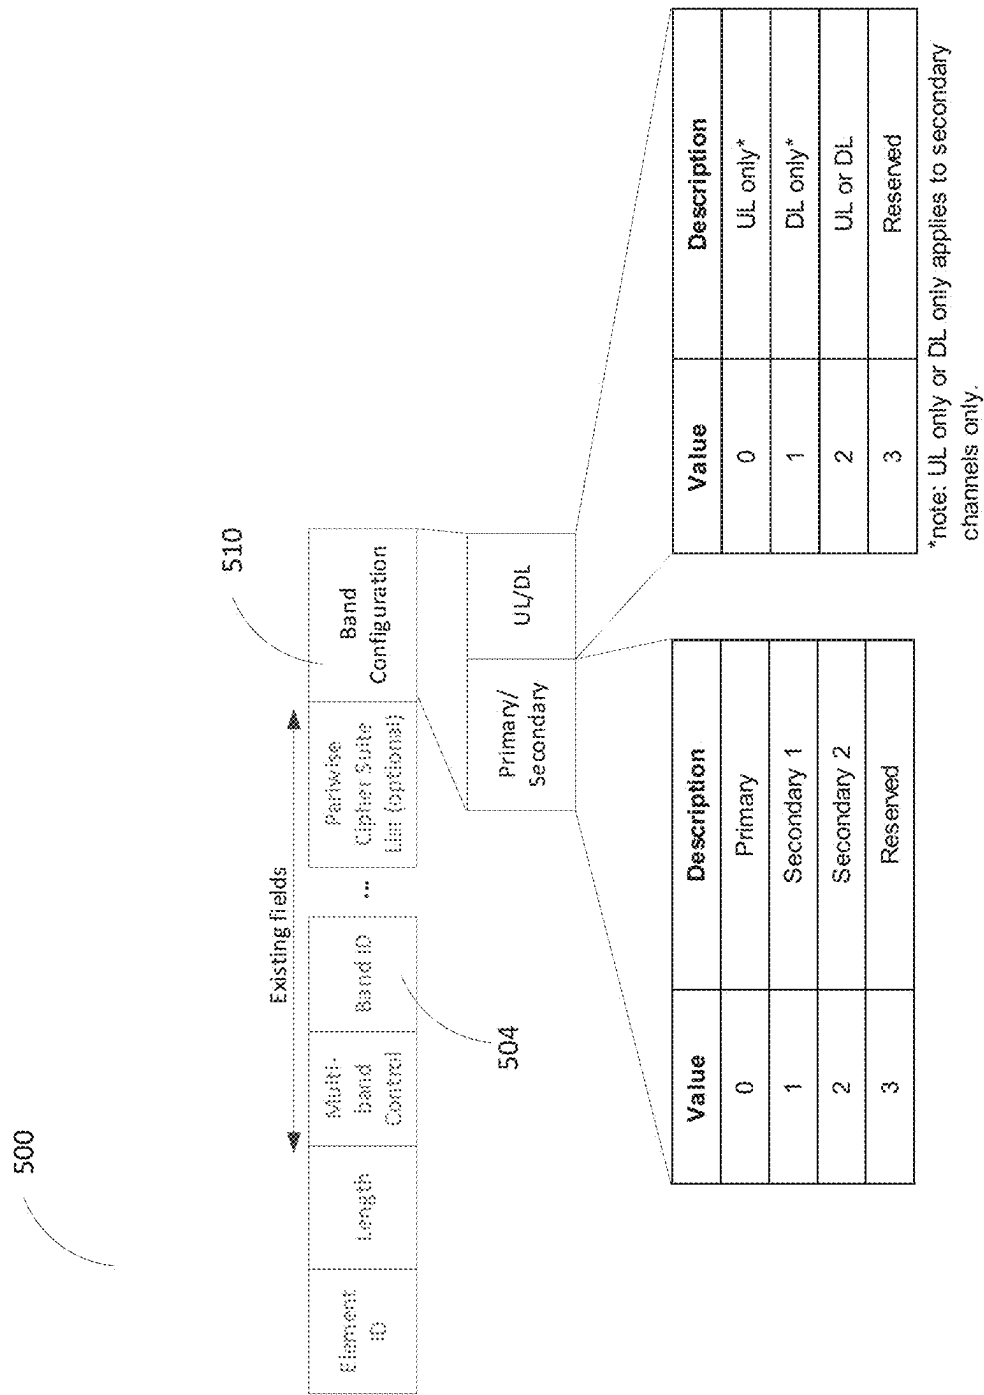 500
Existing fields
510
Element
ID
Length
Multi-
band
Control
Band ID
...
Pariwise
Cipher Suite
List (optional)
Band
Configuration
504
Primary/
Secondary
UL/DL
Value Description
0 Primary
1 Secondary 1
2 Secondary 2
3 Reserved
Value Description
0 UL only*
1 DL only*
2 UL or DL
3 Reserved
*note: UL only or DL only applies to secondary
channels only.